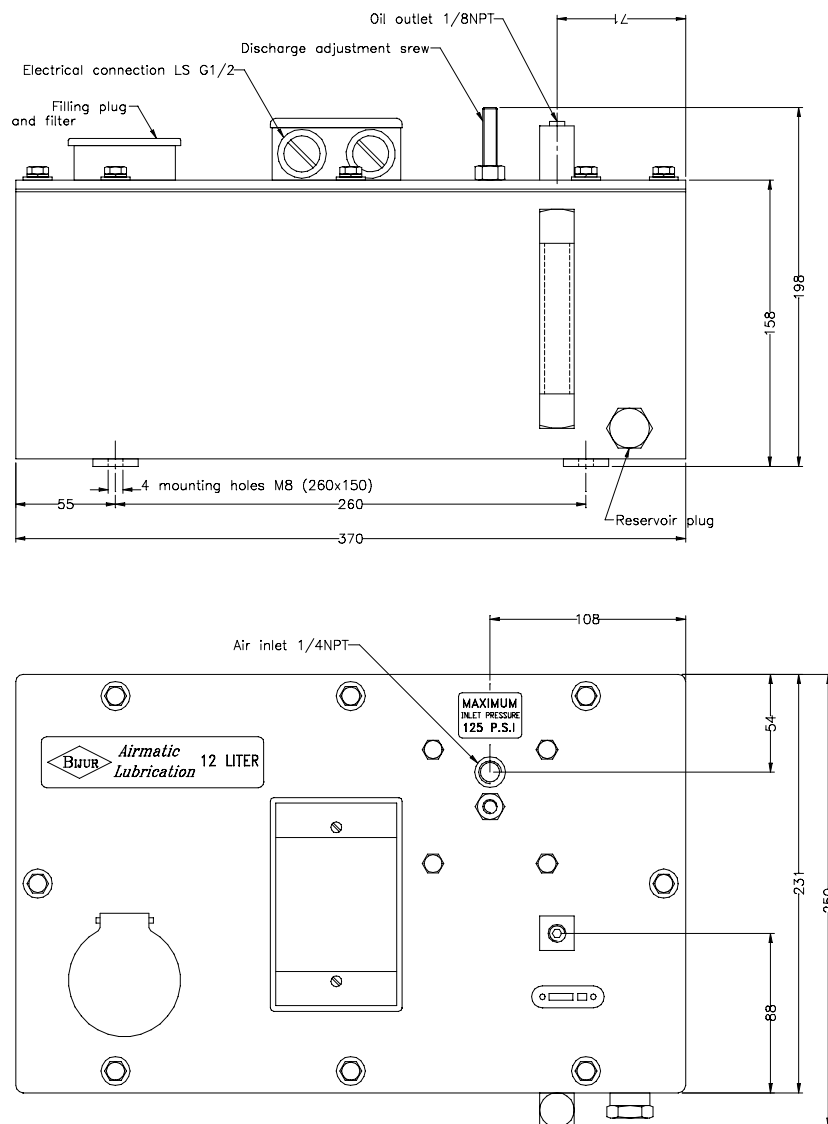 Oil outlet 1/8NPT
71
Discharge adjustment srew
Electrical connection LS G1/2
Filling plug
and filter
158
198
4 mounting holes M8 (260x150)
55
260
Reservoir plug
370
108
Air inlet 1/4NPT
MAXIMUM
INLET PRESSURE
125 P.S.I
54
BIJUR
Airmatic
Lubrication
12 LITER
231
88